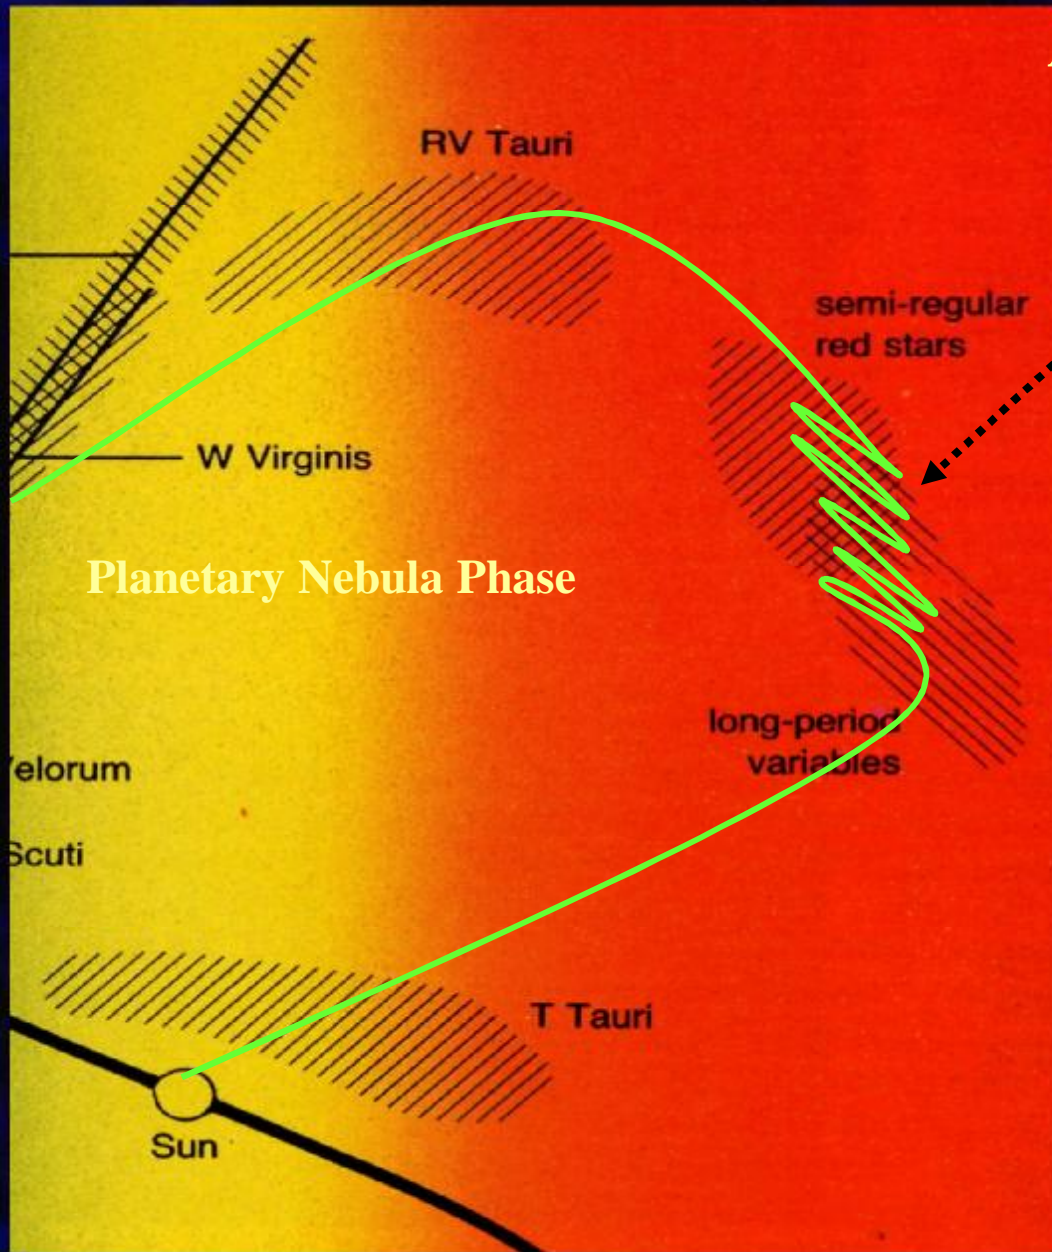 RV Tauri
semi-regular
red stars
W Virginis
Planetary Nebula Phase
long-period
variables
elorum
Scuti
T Tauri
Sun